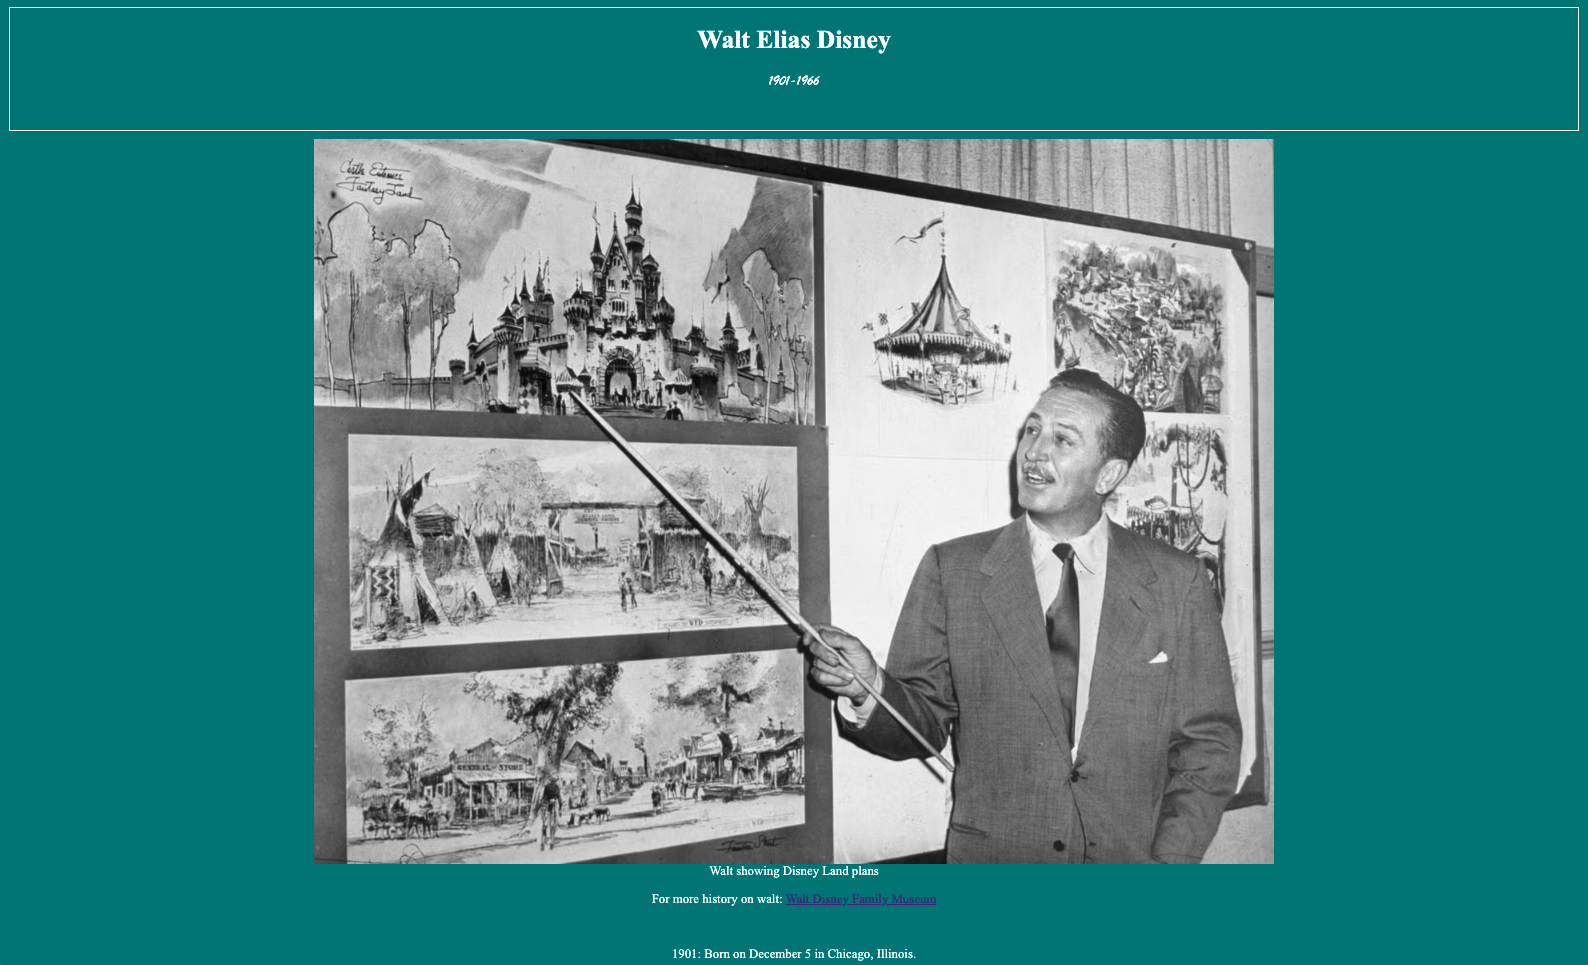 Walt Elias Disney
1901-1966
Castle Entrance
Fantasy Land
GENERAL - STORE
Walt showing Disney Land plans
For more history on walt: Walt Disney Family Museum
1901: Born on December 5 in Chicago, Illinois.